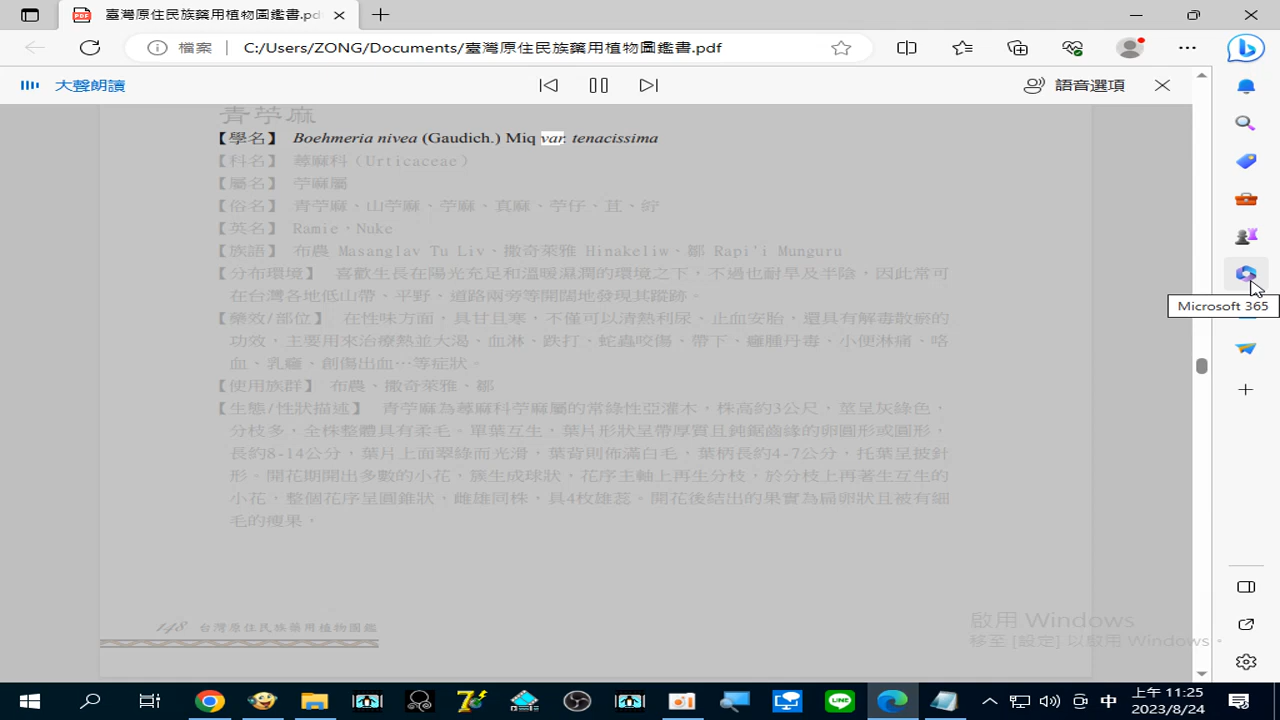 臺灣原住民族藥用植物圖鑑書.pdf
檔案 C:/Users/ZONG/Documents/臺灣原住民族藥用植物圖鑑書.pdf
大聲朗讀
語音選項
青苧麻
【學名】 Boehmeria nivea (Gaudich.) Miq var. tenacissima
【科名】 蕁麻科（Urticaceae）
【屬名】 苧麻屬
【俗名】 青苧麻、山苧麻、苧麻、真麻、苧仔、苴、綍
【英名】 Ramie，Nuke
【族語】 布農 Masanglav Tu Liv、撒奇萊雅 Hinakeliw、鄒 Rapi'i Munguru
【分布環境】 喜歡生長在陽光充足和溫暖濕潤的環境之下，不過也耐旱及半陰，因此常可
在台灣各地低山帶、平野、道路兩旁等開闊地發現其蹤跡。
【藥效/部位】 在性味方面，具甘且寒，不僅可以清熱利尿、止血安胎，還具有解毒散瘀的
功效，主要用來治療熱並大渴、血淋、跌打、蛇蟲咬傷、帶下、癰腫丹毒、小便淋痛、咯
血、乳癰、創傷出血…等症狀。
【使用族群】 布農、撒奇萊雅、鄒
【生態/性狀描述】 青苧麻為蕁麻科苧麻屬的常綠性亞灌木，株高約3公尺，莖呈灰綠色，
分枝多，全株整體具有柔毛。單葉互生，葉片形狀呈帶厚質且鈍鋸齒緣的卵圓形或圓形，
長約8-14公分，葉片上面翠綠而光滑，葉背則佈滿白毛、葉柄長約4-7公分，托葉呈披針
形。開花期開出多數的小花，簇生成球狀，花序主軸上再生分枝，於分枝上再著生互生的
小花，整個花序呈圓錐狀，雌雄同株，具4枚雄蕊。開花後結出的果實為扁卵狀且被有細
毛的瘦果，
148 台灣原住民族藥用植物圖鑑
Microsoft 365
啟用 Windows
移至 [設定] 以啟用 Windows。
中
上午 11:25
2023/8/24
LINE